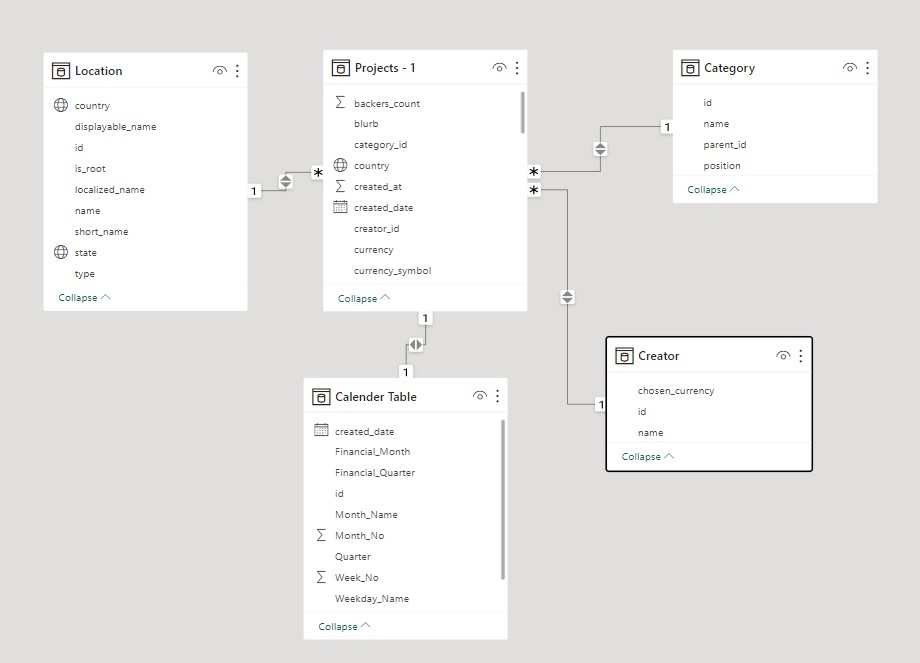 Location
country
displayable_name
id
is_root
localized_name
name
short_name
state
type
Collapse
Projects - 1
backers_count
blurb
category_id
country
created_at
created_date
creator_id
currency
currency_symbol
Collapse
Category
id
name
parent_id
position
Collapse
1
*
*
1
*
1
1
1
Calender Table
created_date
Financial_Month
Financial_Quarter
id
Month_Name
Month_No
Quarter
Week_No
Weekday_Name
Collapse
Creator
chosen_currency
id
name
Collapse